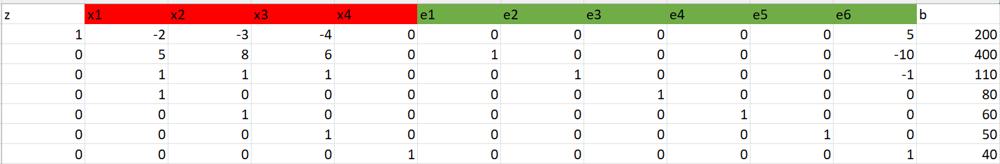 z x1 x2 x3 x4 e1 e2 e3 e4 e5 e6 b
1 -2 -3 -4 0 0 0 0 0 0 5 200
0 5 8 6 0 1 0 0 0 0 -10 400
0 1 1 1 0 0 1 0 0 0 -1 110
0 1 0 0 0 0 0 1 0 0 0 80
0 0 1 0 0 0 0 0 1 0 0 60
0 0 0 1 0 0 0 0 0 1 0 50
0 0 0 0 1 0 0 0 0 0 1 40